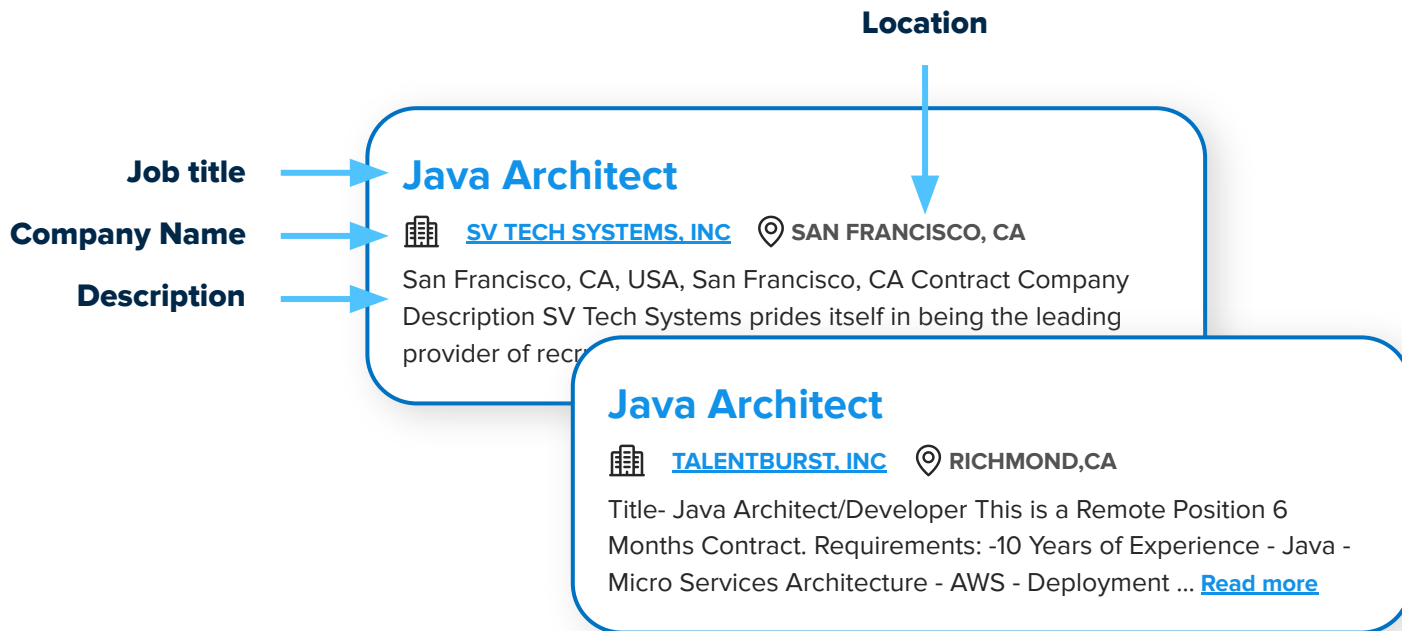 Location
Job title
Company Name
Description
Java Architect
SV TECH SYSTEMS, INC SAN FRANCISCO, CA
San Francisco, CA, USA, San Francisco, CA Contract Company
Description SV Tech Systems prides itself in being the leading
provider of
Java Architect
TALENTBURST, INC RICHMOND,CA
Title- Java Architect/Developer This is a Remote Position 6
Months Contract. Requirements: -10 Years of Experience - Java -
Micro Services Architecture - AWS - Deployment ... Read more